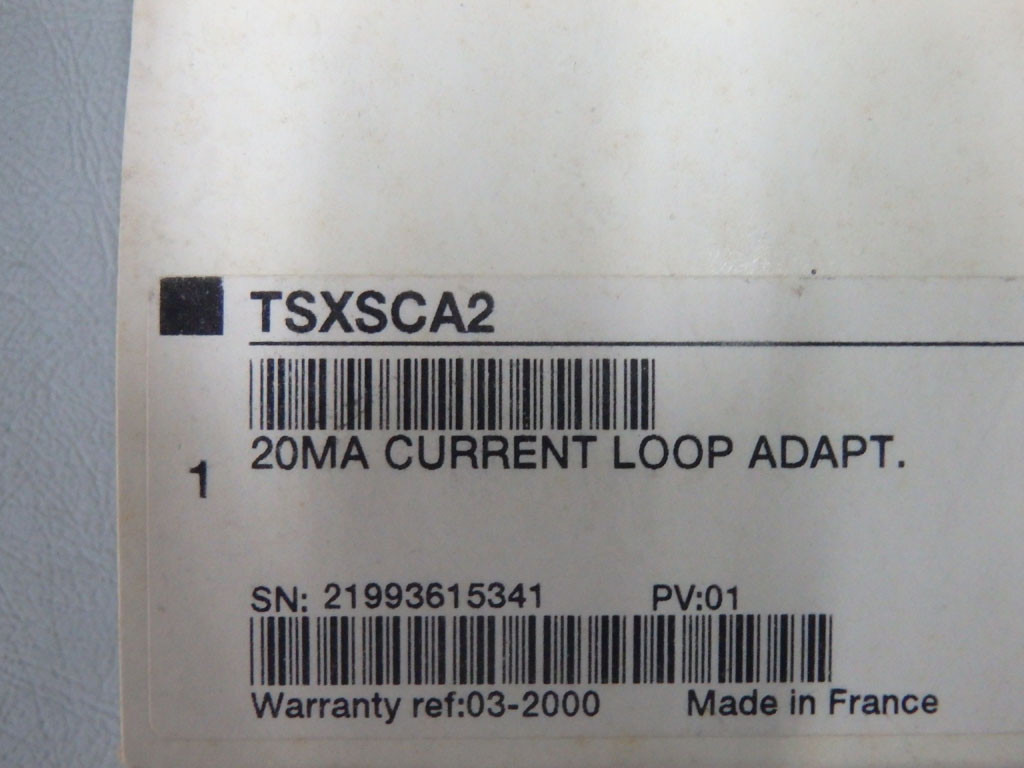 TSXSCA2
20MA CURRENT LOOP ADAPT.
1
SN: 21993615341 PV:01
Warranty ref:03-2000 Made in France